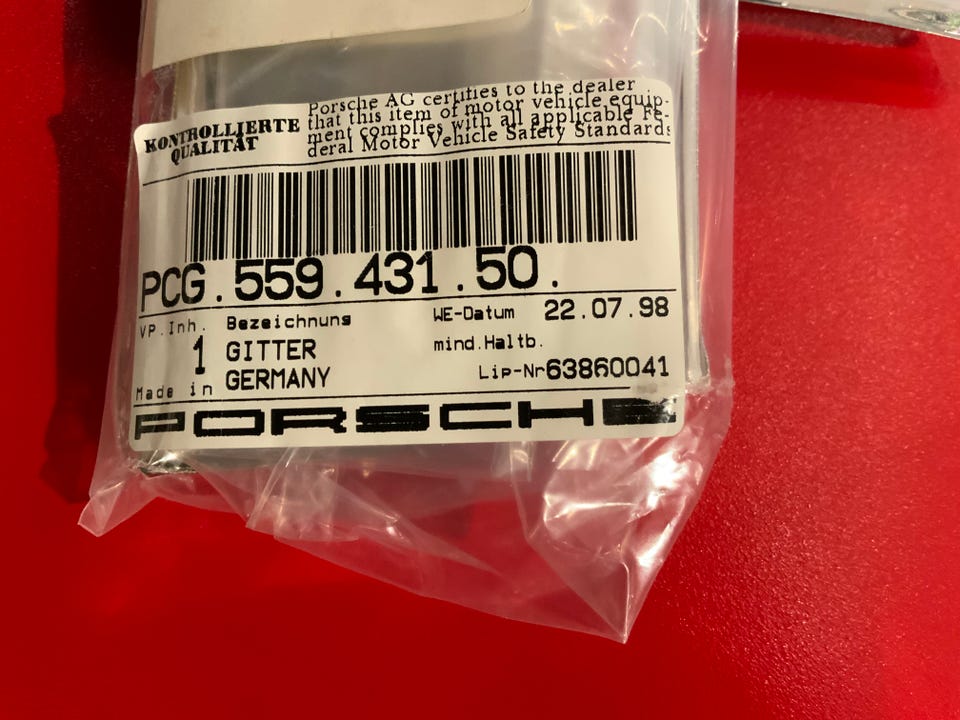 KONTROLLIERTE
QUALITÄT
Porsche AG certifies to the dealer
that this item of motor vehicle equip-
ment complies with all applicable Fe-
deral Motor Vehicle Safety Standards
PCG.559.431.50.
VP.Inh. Bezeichnung WE-Datum 22.07.98
1 GITTER mind.Haltb.
Made in GERMANY Lip-Nr63860041
PORSCHE